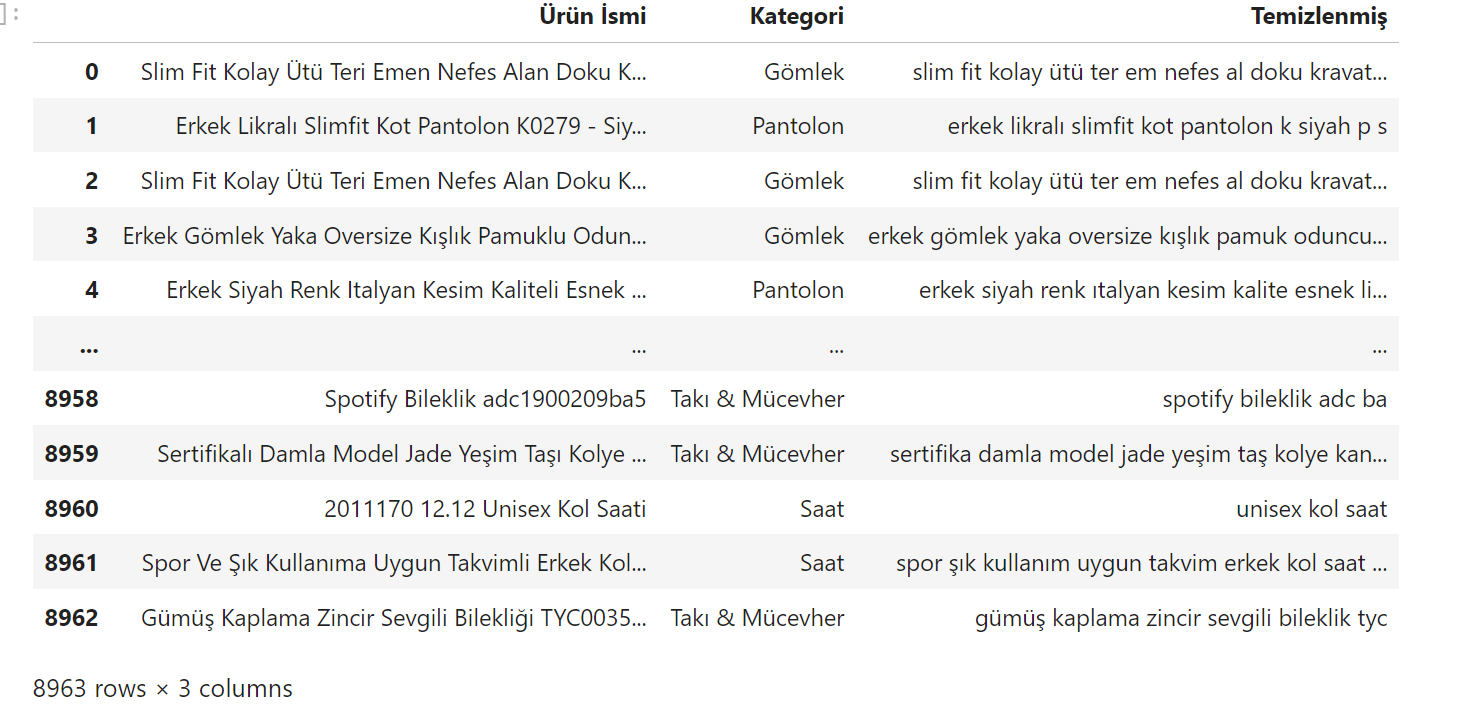 ]:
Ürün İsmi Kategori Temizlenmiş
0 Slim Fit Kolay Ütü Teri Emen Nefes Alan Doku K... Gömlek slim fit kolay ütü ter em nefes al doku kravat...
1 Erkek Likralı Slimfit Kot Pantolon K0279 - Siy... Pantolon erkek likralı slimfit kot pantolon k siyah p s
2 Slim Fit Kolay Ütü Teri Emen Nefes Alan Doku K... Gömlek slim fit kolay ütü ter em nefes al doku kravat...
3 Erkek Gömlek Yaka Oversize Kışlık Pamuklu Odun... Gömlek erkek gömlek yaka oversize kışlık pamuk oduncu...
4 Erkek Siyah Renk Italyan Kesim Kaliteli Esnek ... Pantolon erkek siyah renk ıtalyan kesim kalite esnek li...
... ... ... ...
8958 Spotify Bileklik adc1900209ba5 Takı & Mücevher spotify bileklik adc ba
8959 Sertifikalı Damla Model Jade Yeşim Taşı Kolye ... Takı & Mücevher sertifika damla model jade yeşim taş kolye kan...
8960 2011170 12.12 Unisex Kol Saati Saat unisex kol saat
8961 Spor Ve Şık Kullanıma Uygun Takvimli Erkek Kol... Saat spor şık kullanım uygun takvim erkek kol saat ...
8962 Gümüş Kaplama Zincir Sevgili Bilekliği TYC0035... Takı & Mücevher gümüş kaplama zincir sevgili bileklik tyc
8963 rows × 3 columns